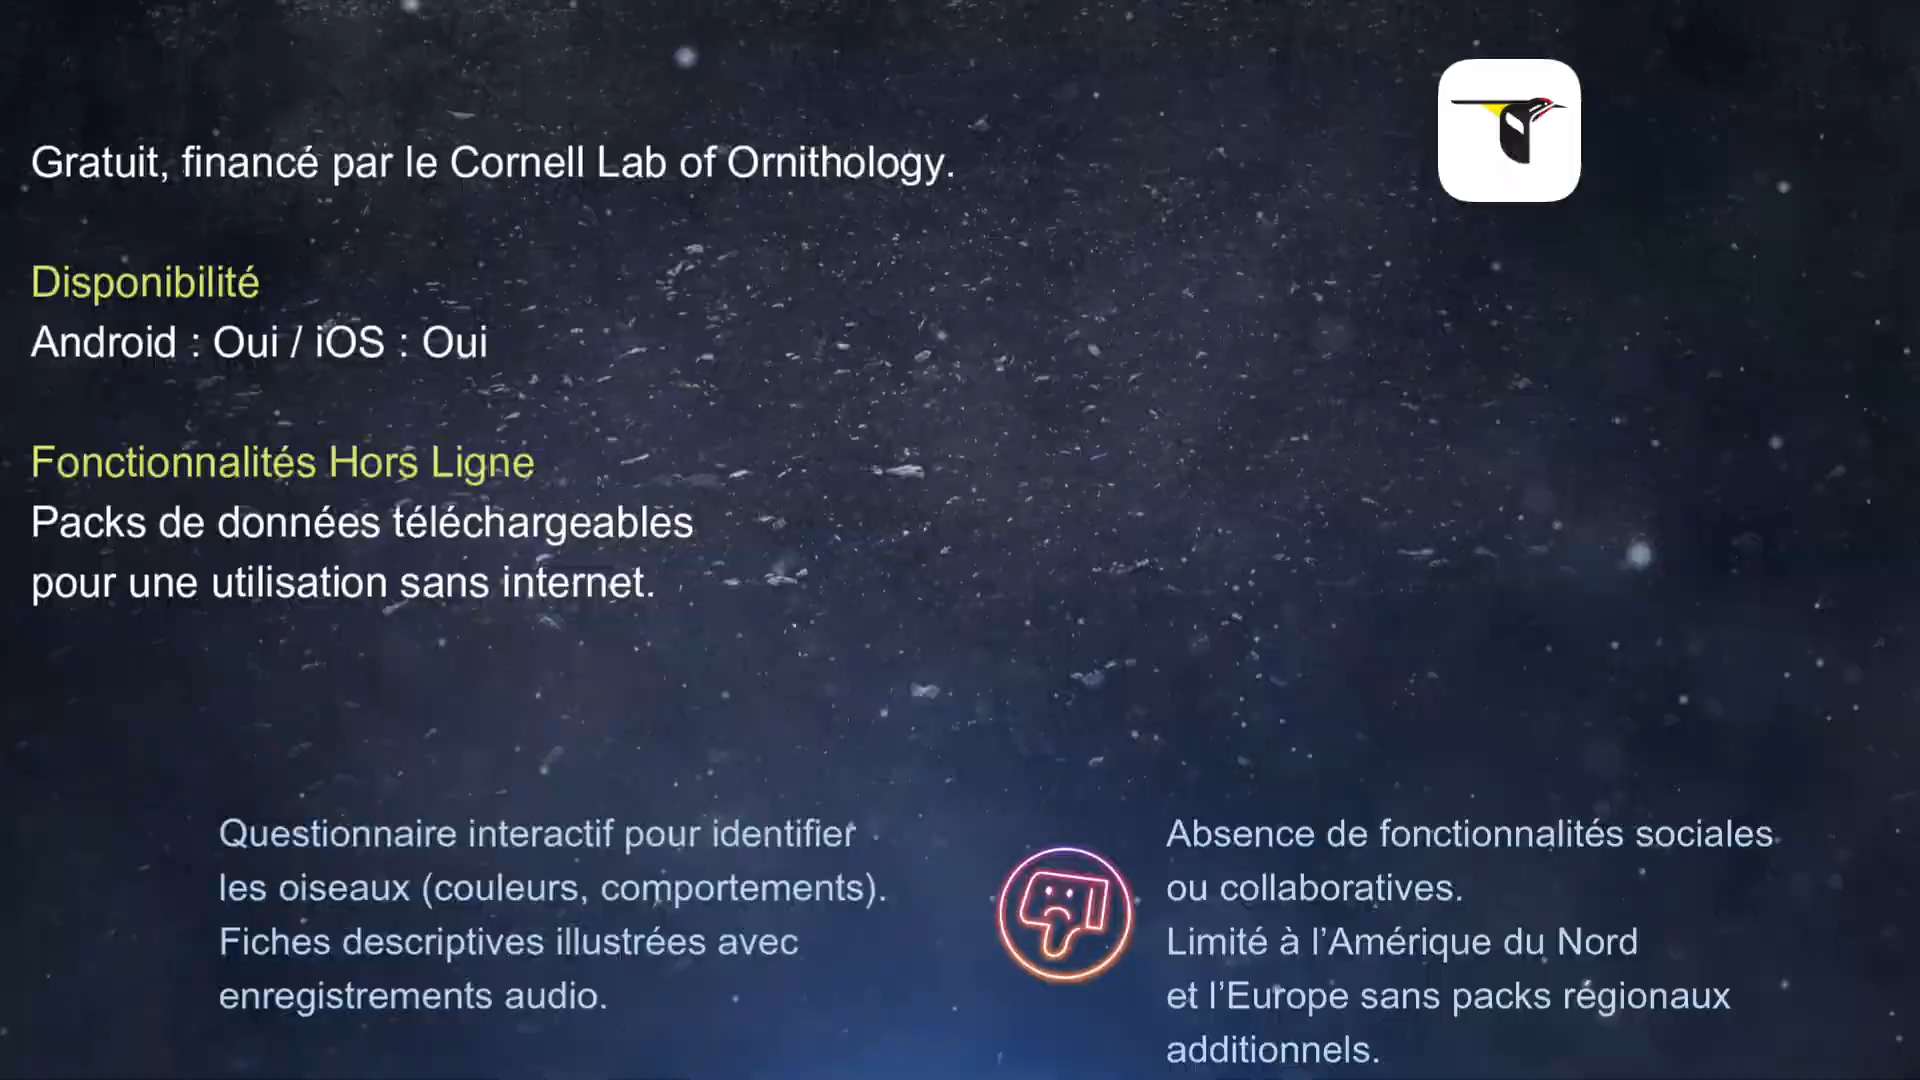 Gratuit, financé par le Cornell Lab of Ornithology.
Disponibilité
Android : Oui / iOS : Oui
Fonctionnalités Hors Ligne
Packs de données téléchargeables
pour une utilisation sans internet.
Questionnaire interactif pour identifier
les oiseaux (couleurs, comportements).
Fiches descriptives illustrées avec
enregistrements audio.
Absence de fonctionnalités sociales
ou collaboratives.
Limité à l’Amérique du Nord
et l’Europe sans packs régionaux
additionnels.